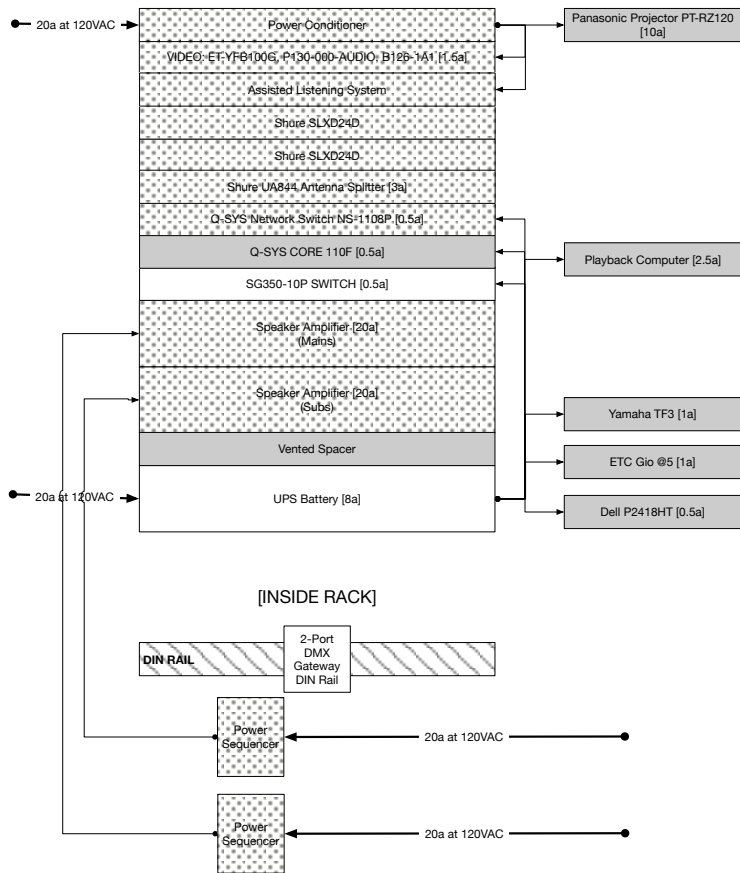 20a at 120VAC
Power Conditioner
Panasonic Projector PT-RZ120
[10a]
VIDEO: ET-YFB100G, P130-000-AUDIO, B126-1A1 [1.5a]
Assisted Listening System
Shure SLXD24D
Shure SLXD24D
Shure UA844 Antenna Splitter [3a]
Q-SYS Network Switch NS-1108P [0.5a]
Q-SYS CORE 110F [0.5a]
Playback Computer [2.5a]
SG350-10P SWITCH [0.5a]
Speaker Amplifier [20a]
(Mains)
Speaker Amplifier [20a]
(Subs)
Yamaha TF3 [1a]
Vented Spacer
ETC Gio @5 [1a]
20a at 120VAC
UPS Battery [8a]
Dell P2418HT [0.5a]
[INSIDE RACK]
DIN RAIL
2-Port
DMX
Gateway
DIN Rail
Power
Sequencer
20a at 120VAC
Power
Sequencer
20a at 120VAC